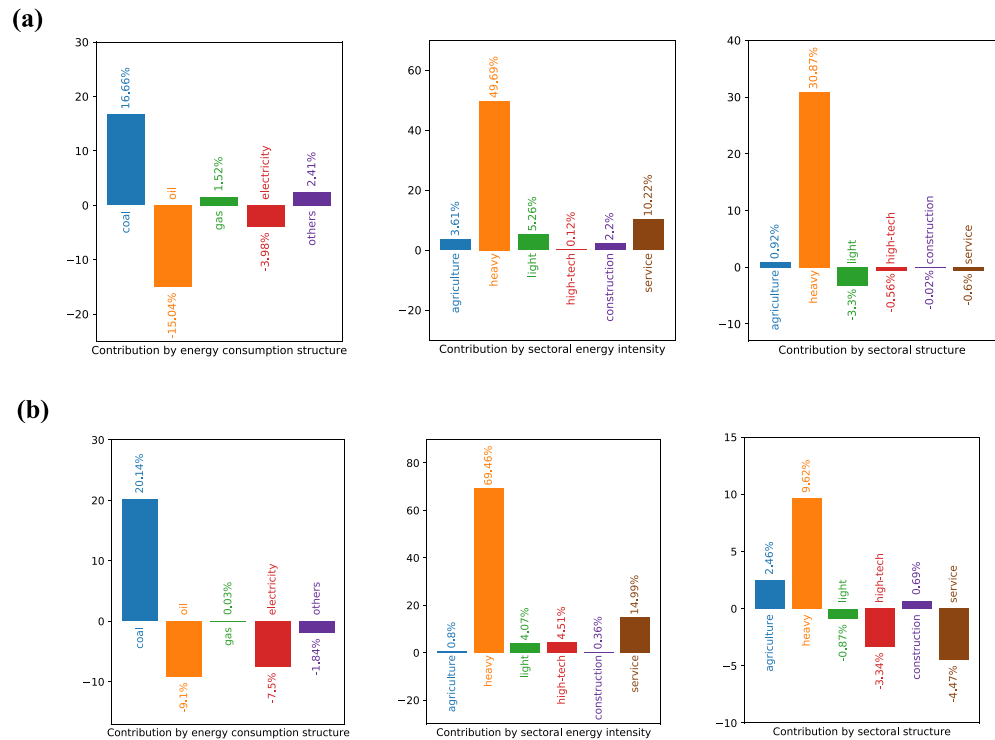 (a)
30
20
10
0
−10
−20
16.66%
coal
oil
-15.04%
1.52%
gas
electricity
-3.98%
2.41%
others
Contribution by energy consumption structure
60
40
20
0
−20
3.61%
agriculture
49.69%
heavy
5.26%
light
0.12%
high-tech
2.2%
construction
10.22%
service
Contribution by sectoral energy intensity
40
30
20
10
0
−10
0.92%
agriculture
30.87%
heavy
light
-3.3%
high-tech
-0.56%
construction
-0.02%
service
-0.6%
Contribution by sectoral structure
(b)
30
20
10
0
−10
20.14%
coal
oil
-9.1%
0.03%
gas
electricity
-7.5%
others
-1.84%
Contribution by energy consumption structure
80
60
40
20
0
−20
0.8%
agriculture
69.46%
heavy
4.07%
light
4.51%
high-tech
0.36%
construction
14.99%
service
Contribution by sectoral energy intensity
15
10
5
0
−5
−10
2.46%
agriculture
9.62%
heavy
light
-0.87%
high-tech
-3.34%
0.69%
construction
service
-4.47%
Contribution by sectoral structure